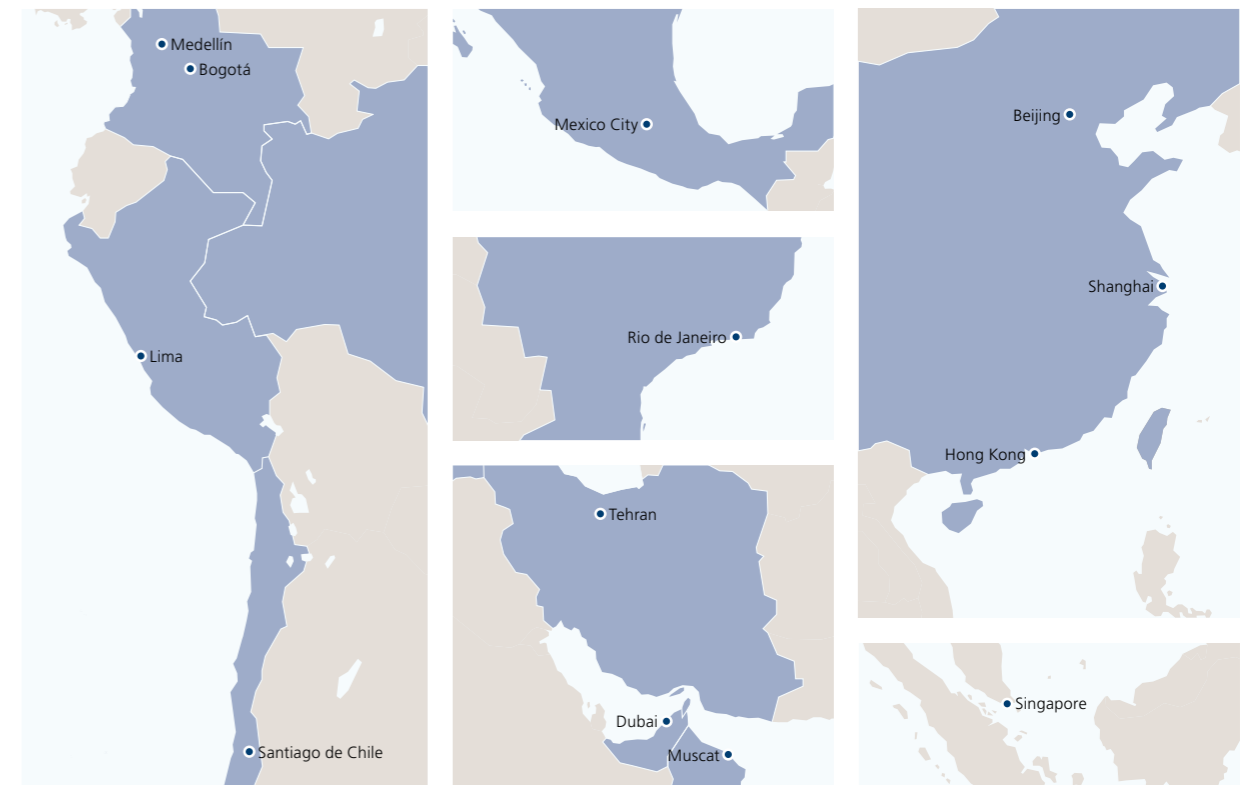 Medellín
Bogotá
Lima
Santiago de Chile
Mexico City
Rio de Janeiro
Tehran
Dubai
Muscat
Beijing
Shanghai
Hong Kong
Singapore